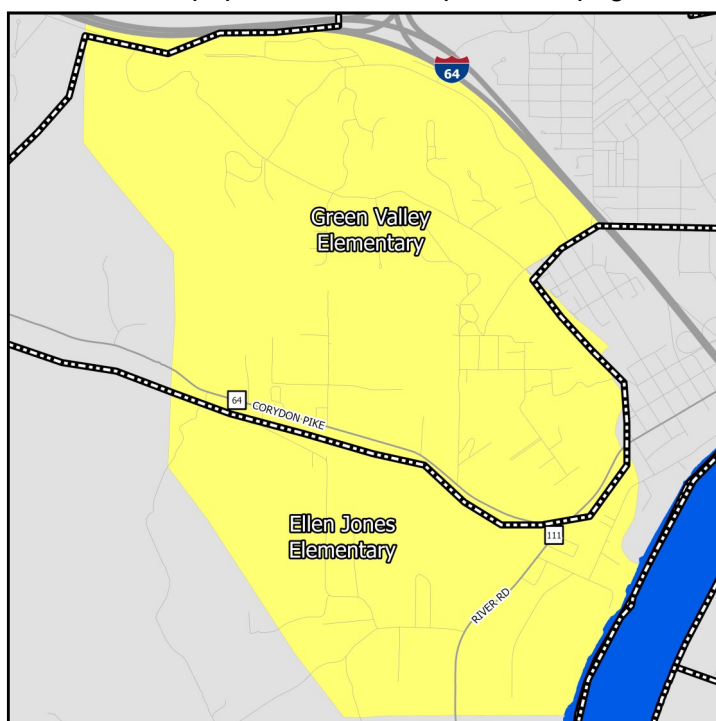 64
Green Valley
Elementary
64
CORYDON PIKE
Ellen Jones
Elementary
111
RIVER RD